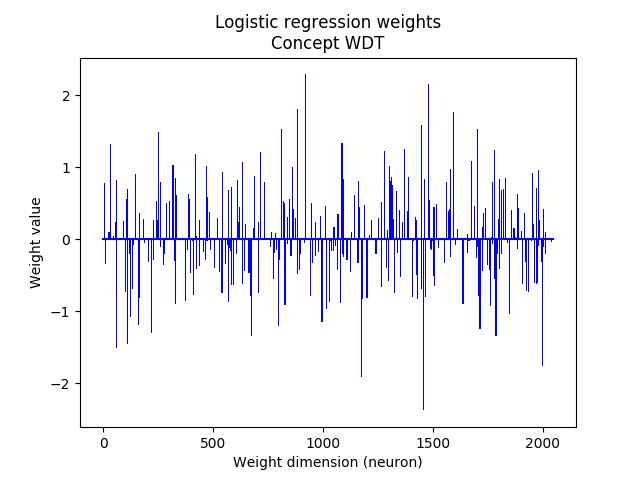 Logistic regression weights
Concept WDT
2
1
0
−1
−2
Weight value
0
500
1000
1500
2000
Weight dimension (neuron)